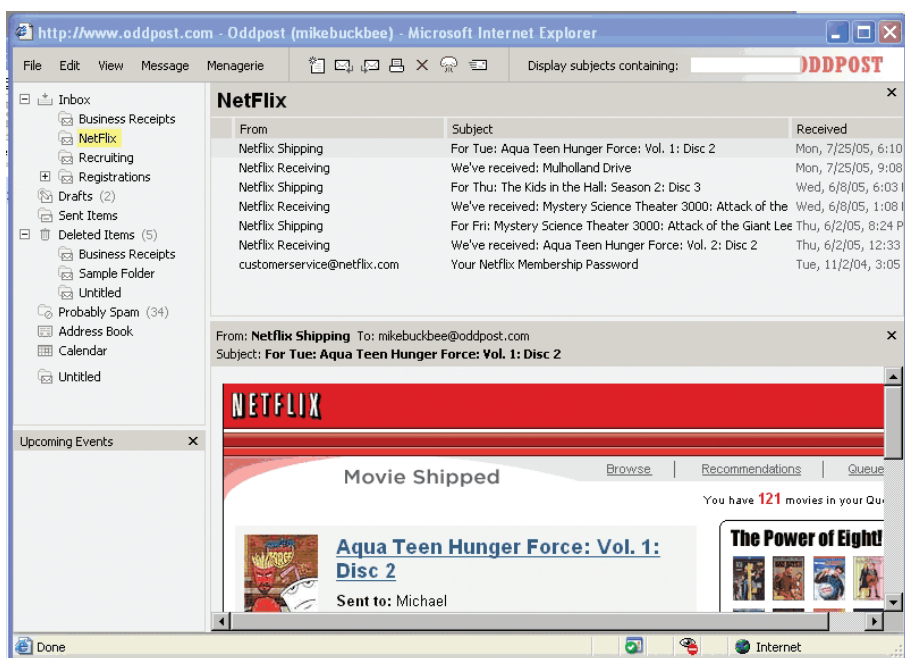 http://www.oddpost.com - Oddpost (mikebuckbee) - Microsoft Internet Explorer
File Edit View Message Menagerie Display subjects containing: ODDPOST
Inbox
Business Receipts
NetFlix
Recruiting
Registrations
Drafts (2)
Sent Items
Deleted Items (5)
Business Receipts
Sample Folder
Untitled
Probably Spam (34)
Address Book
Calendar
Untitled
Upcoming Events
NetFlix
From Subject Received
Netflix Shipping For Tue: Aqua Teen Hunger Force: Vol. 1: Disc 2 Mon, 7/25/05, 6:10
Netflix Receiving We've received: Mulholland Drive Mon, 7/25/05, 9:08
Netflix Shipping For Thu: The Kids in the Hall: Season 2: Disc 3 Wed, 6/8/05, 6:03
Netflix Receiving We've received: Mystery Science Theater 3000: Attack of the Wed, 6/8/05, 1:08
Netflix Shipping For Fri: Mystery Science Theater 3000: Attack of the Giant Lee Thu, 6/2/05, 8:24 P
Netflix Receiving We've received: Aqua Teen Hunger Force: Vol. 2: Disc 2 Thu, 6/2/05, 12:33
customerservice@netflix.com Your Netflix Membership Password Tue, 11/2/04, 3:05
From: Netflix Shipping To: mikebuckbee@oddpost.com
Subject: For Tue: Aqua Teen Hunger Force: Vol. 1: Disc 2
NETFLIX
Movie Shipped
Browse | Recommendations | Queue
You have 121 movies in your Qu
Aqua Teen Hunger Force: Vol. 1:
Disc 2
Sent to: Michael
The Power of Eight!
Done Internet